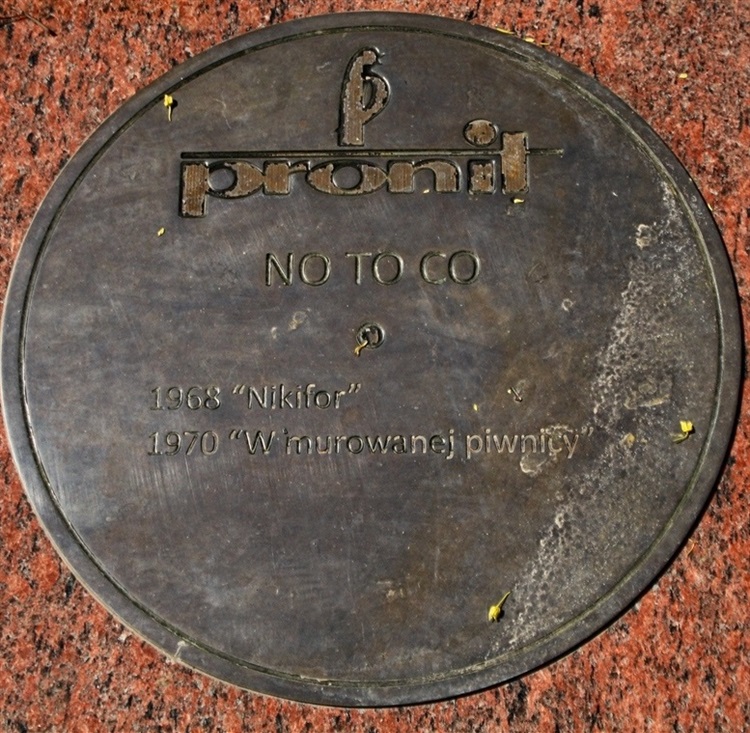 pronit
NO TO CO
1968 “Nikifor”
1970 “W murowanej piwnicy”